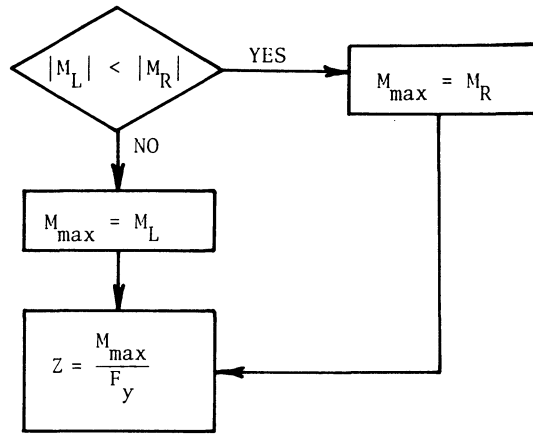 |M_L| < |M_R|
YES
M_max = M_R
NO
M_max = M_L
Z = M_max / F_y